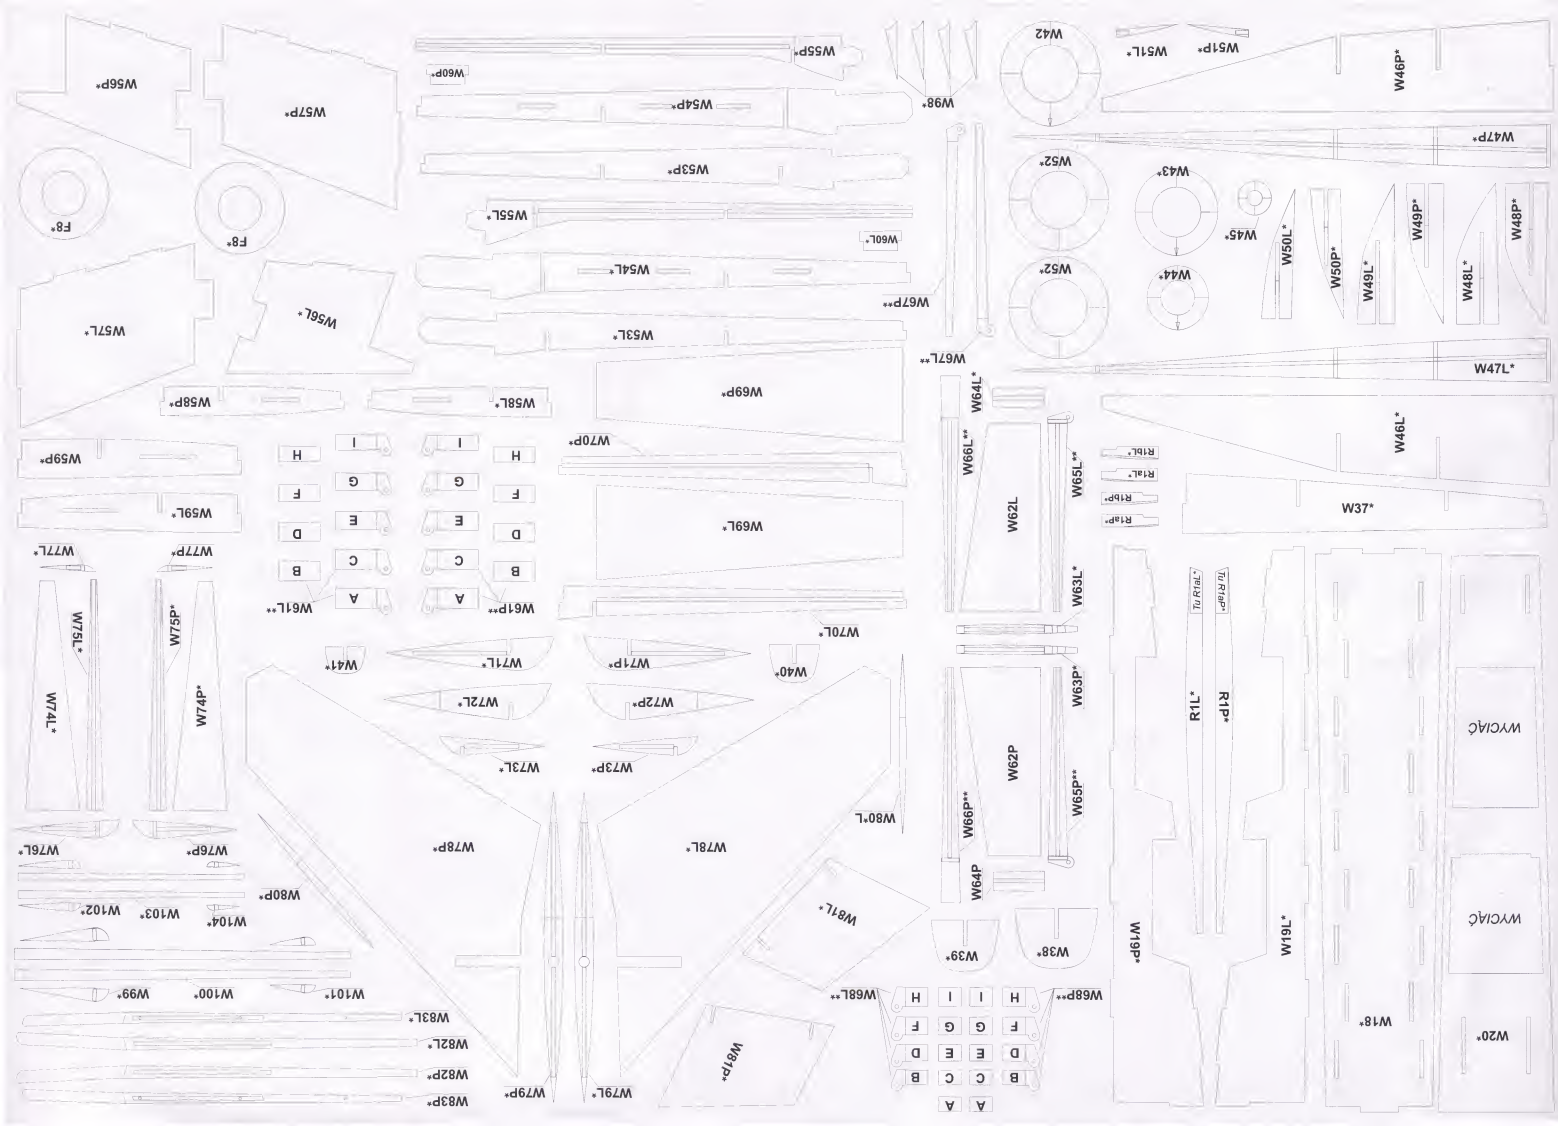 W56P*
W57P*
F8*
F8*
W57L*
W56L*
W58P*
W58L*
W59P*
W59L*
W55P*
W60P*
W54P*
W53P*
W55L*
W60L*
W54L*
W53L*
W98*
W67P**
W67L**
W42
W52*
W52*
W43*
W44*
W45*
W51L*
W51P*
W46P*
W47P*
W50L*
W50P*
W49L*
W49P*
W48L*
W48P*
W47L*
W46L*
W37*
R1bL*
R1aL*
R1bP*
R1aP*
W69P*
W70P*
W69L*
W70L*
H
I
I
H
F
G
G
F
D
E
E
D
B
C
C
B
A
A
W61L**
W61P**
W64L*
W66L**
W62L
W65L**
W63L*
W63P*
W62P
W66P**
W65P**
W64P
W77L*
W77P*
W75L*
W75P*
W74L*
W74P*
W76L*
W76P*
W41*
W71L*
W71P*
W40*
W72L*
W72P*
W73L*
W73P*
W78P*
W78L*
W80*L
W80P*
W102*
W103*
W104*
W99*
W100*
W101*
W83L*
W82L*
W82P*
W83P*
W79P*
W79L*
W81L*
W81P*
W39*
W38*
W68L**
W68P**
H
I
I
H
F
G
G
F
D
E
E
D
B
C
C
B
A
A
Tu R1aL*
Tu R1aP*
R1L*
R1P*
W19P*
W19L*
W18*
WYCIĄĆ
WYCIĄĆ
W20*